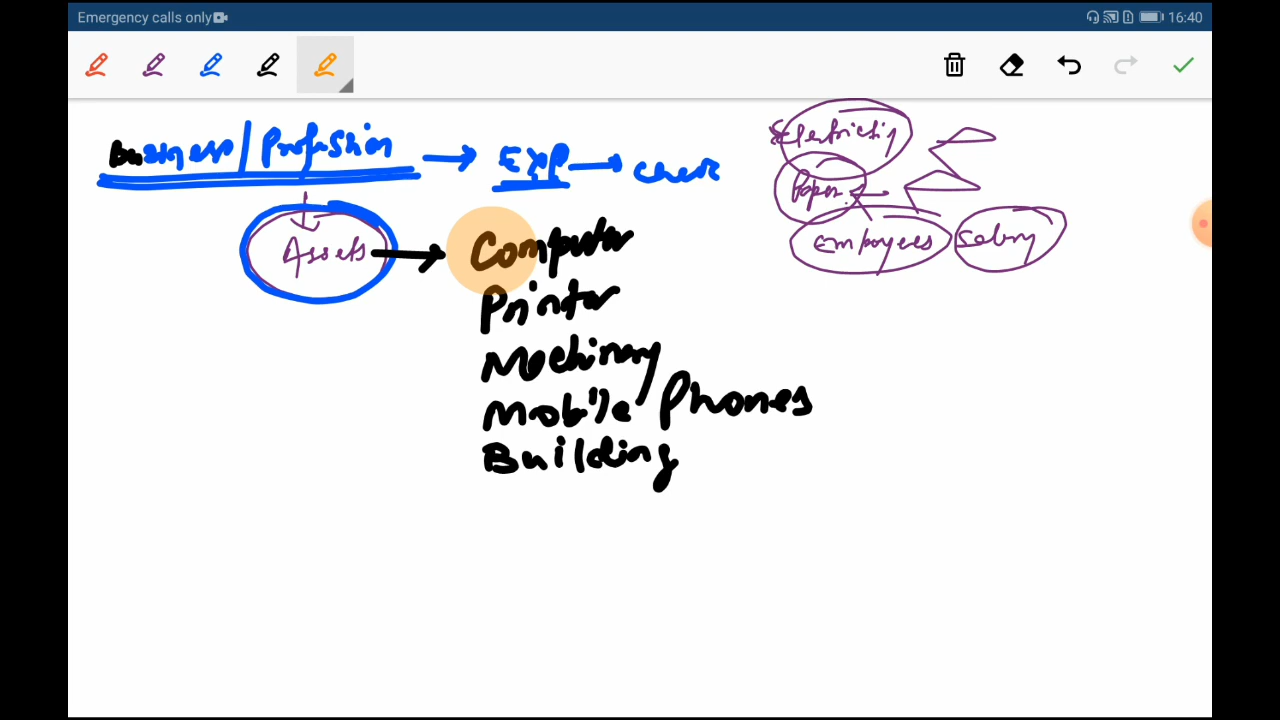 Emergency calls only
16:40
Business/Profession → Exp →
Electricity
Paper
Employees Salary
Assets → Computer
Printer
Machinery
Mobile Phones
Building